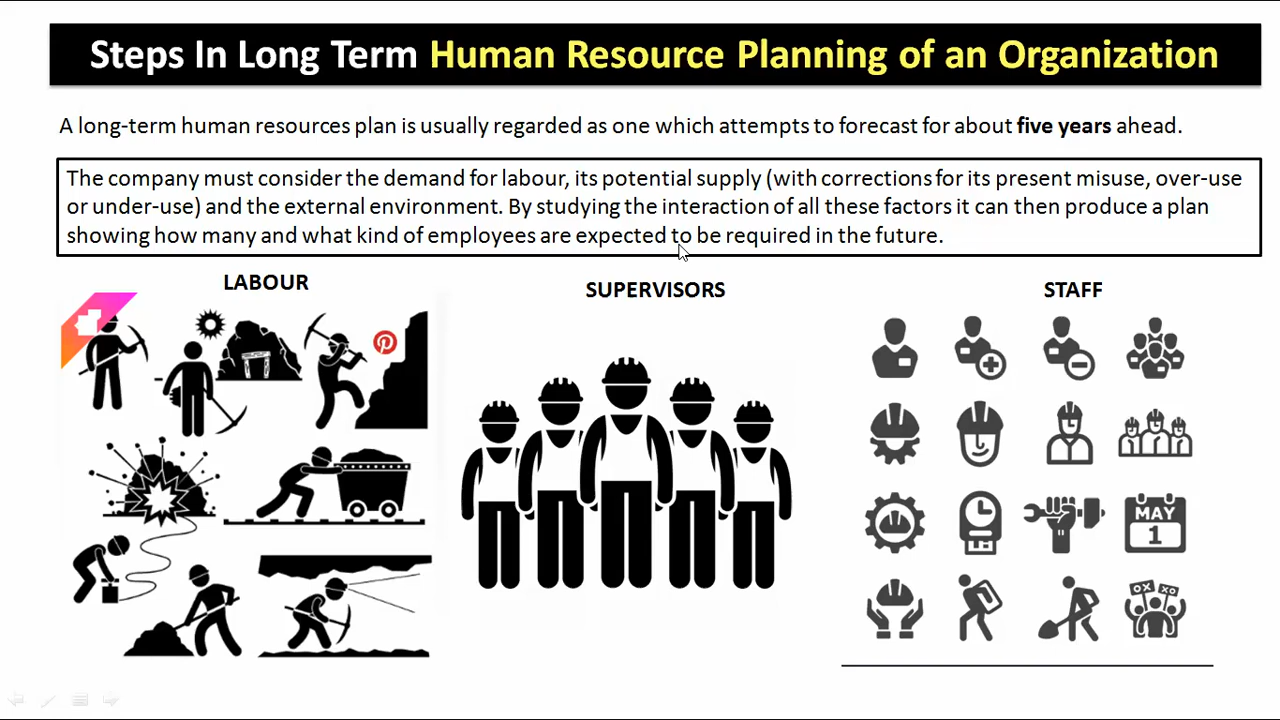 Steps In Long Term Human Resource Planning of an Organization
A long-term human resources plan is usually regarded as one which attempts to forecast for about five years ahead.
The company must consider the demand for labour, its potential supply (with corrections for its present misuse, over-use
or under-use) and the external environment. By studying the interaction of all these factors it can then produce a plan
showing how many and what kind of employees are expected to be required in the future.
LABOUR
SUPERVISORS
STAFF
MAY
1
OX XO